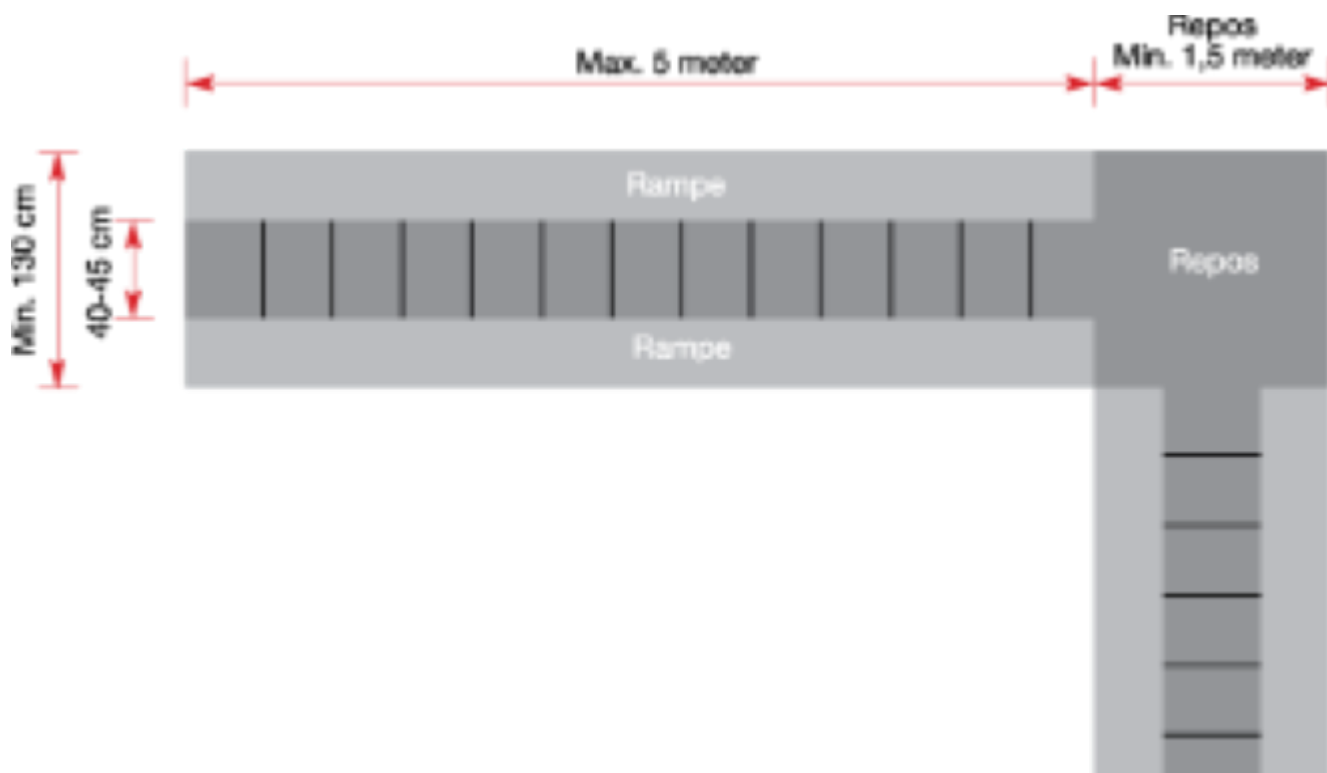 Repos
Min. 1,5 meter
Max. 5 meter
Min. 130 cm
40-45 cm
Rampe
Repos
Rampe